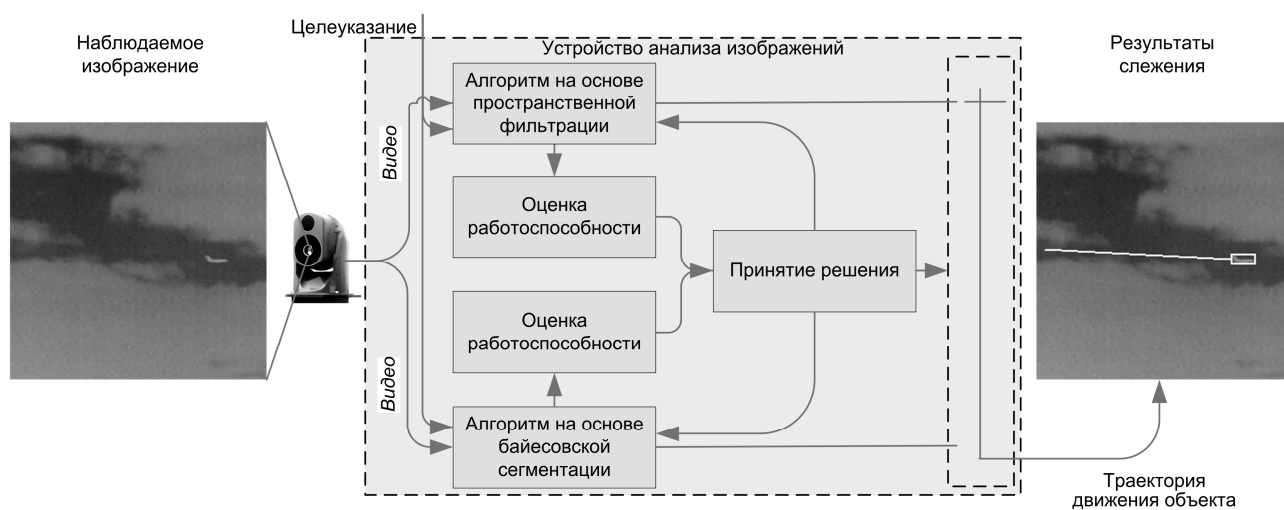 Целеуказание
Наблюдаемое
изображение
Устройство анализа изображений
Результаты
слежения
Алгоритм на основе
пространственной
фильтрации
Видео
Оценка
работоспособности
Принятие решения
Оценка
работоспособности
Видео
Алгоритм на основе
байесовской
сегментации
Траектория
движения объекта